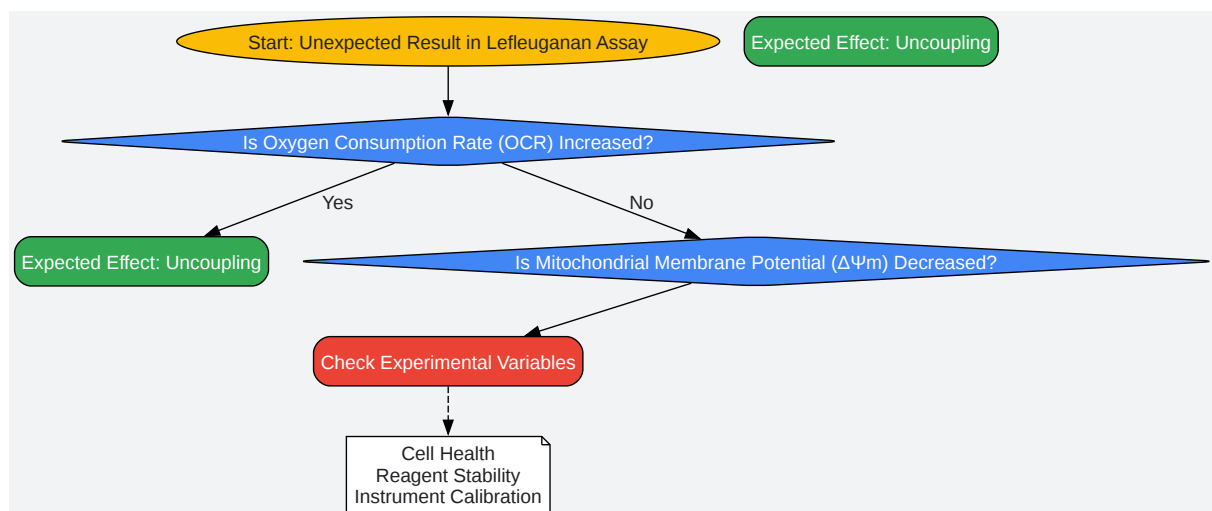 Start: Unexpected Result in Lefleuganan Assay
Expected Effect: Uncoupling
Is Oxygen Consumption Rate (OCR) Increased?
Yes
No
Expected Effect: Uncoupling
Is Mitochondrial Membrane Potential (ΔΨm) Decreased?
Check Experimental Variables
Cell Health
Reagent Stability
Instrument Calibration